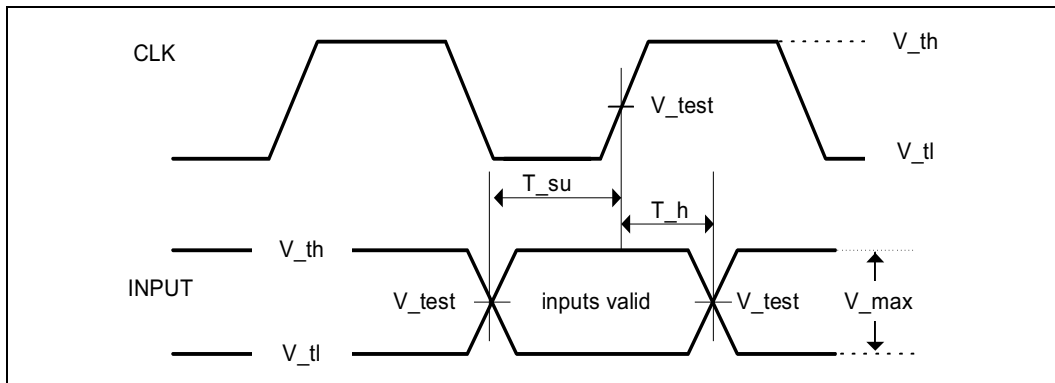 CLK
V_th
V_test
V_tl
T_su
T_h
V_th
INPUT
V_test
inputs valid
V_test
V_max
V_tl